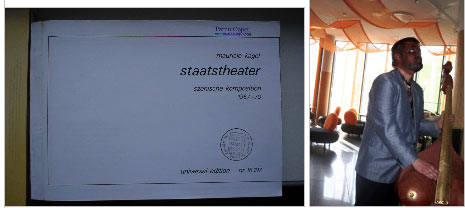 mauricio kagel
staatstheater
szenische komposition
1967-70
universal edition